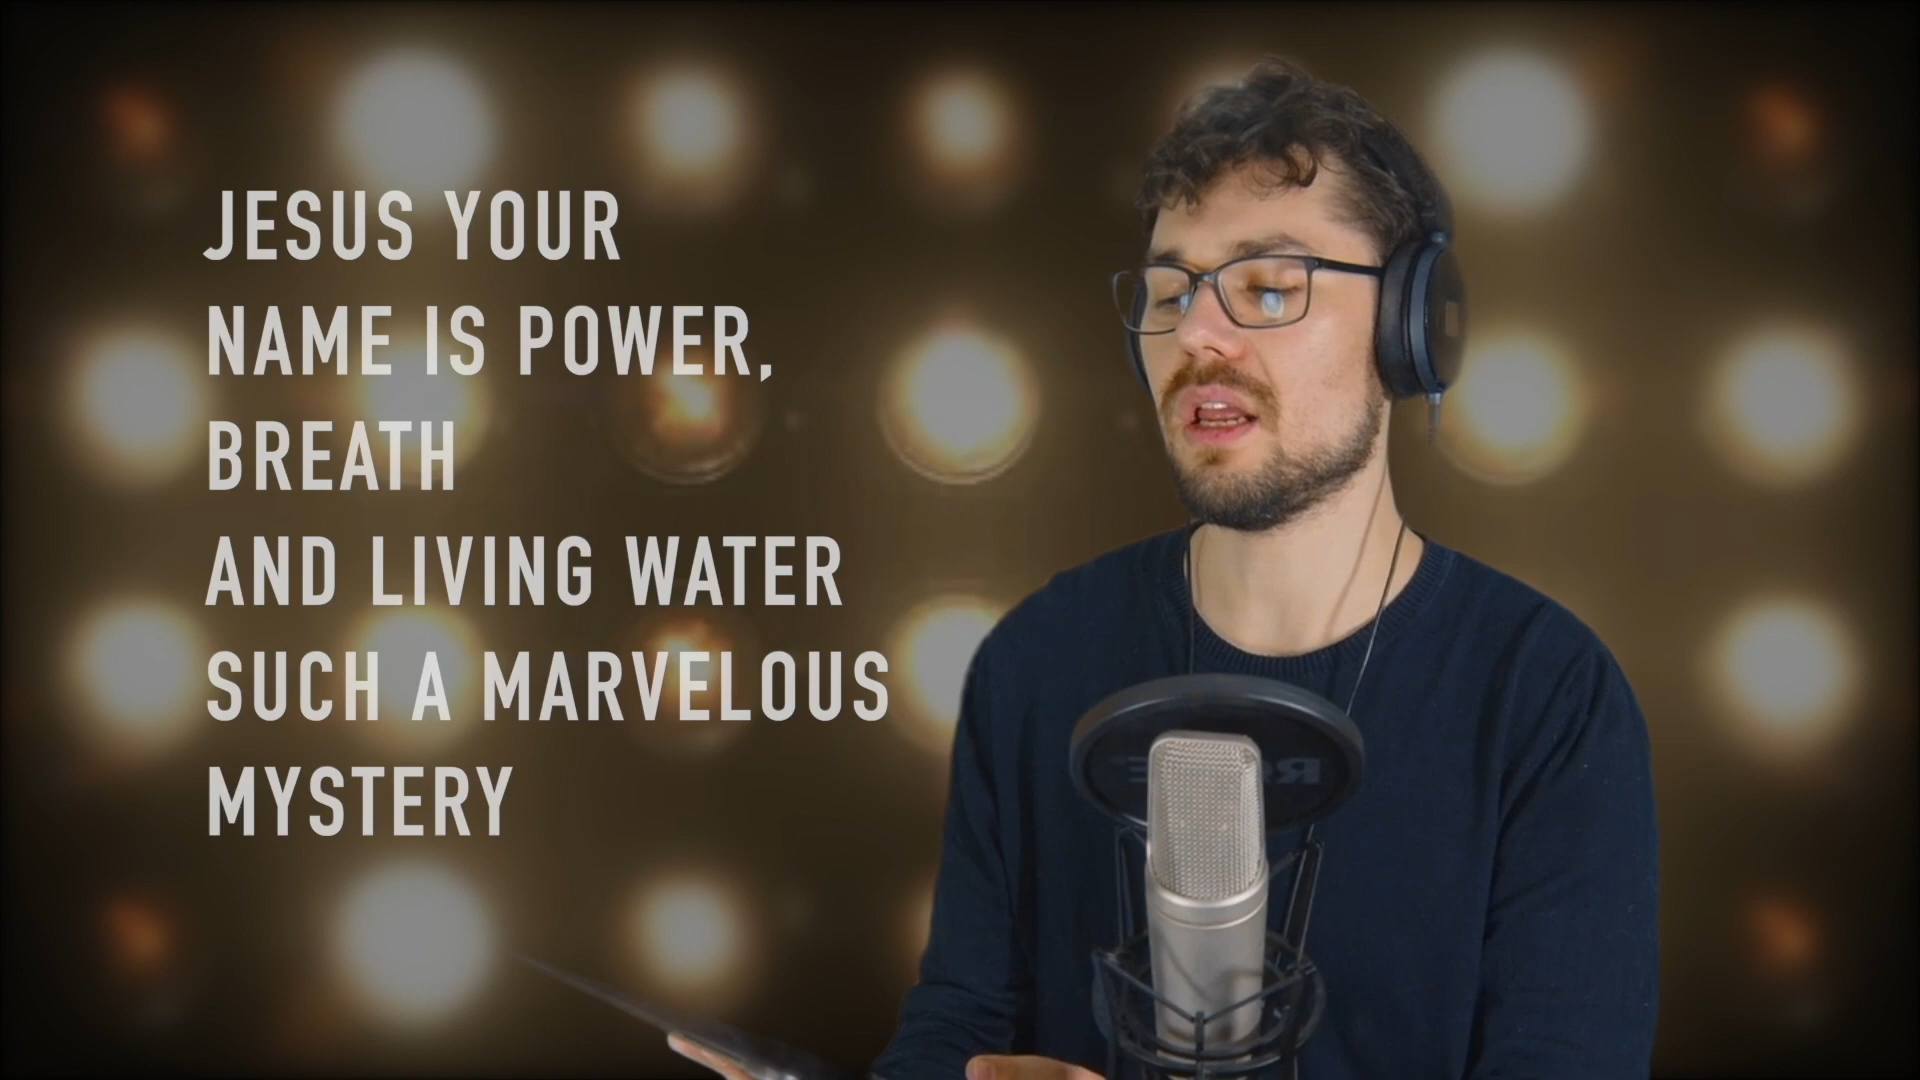 JESUS YOUR
NAME IS POWER,
BREATH
AND LIVING WATER
SUCH A MARVELOUS
MYSTERY